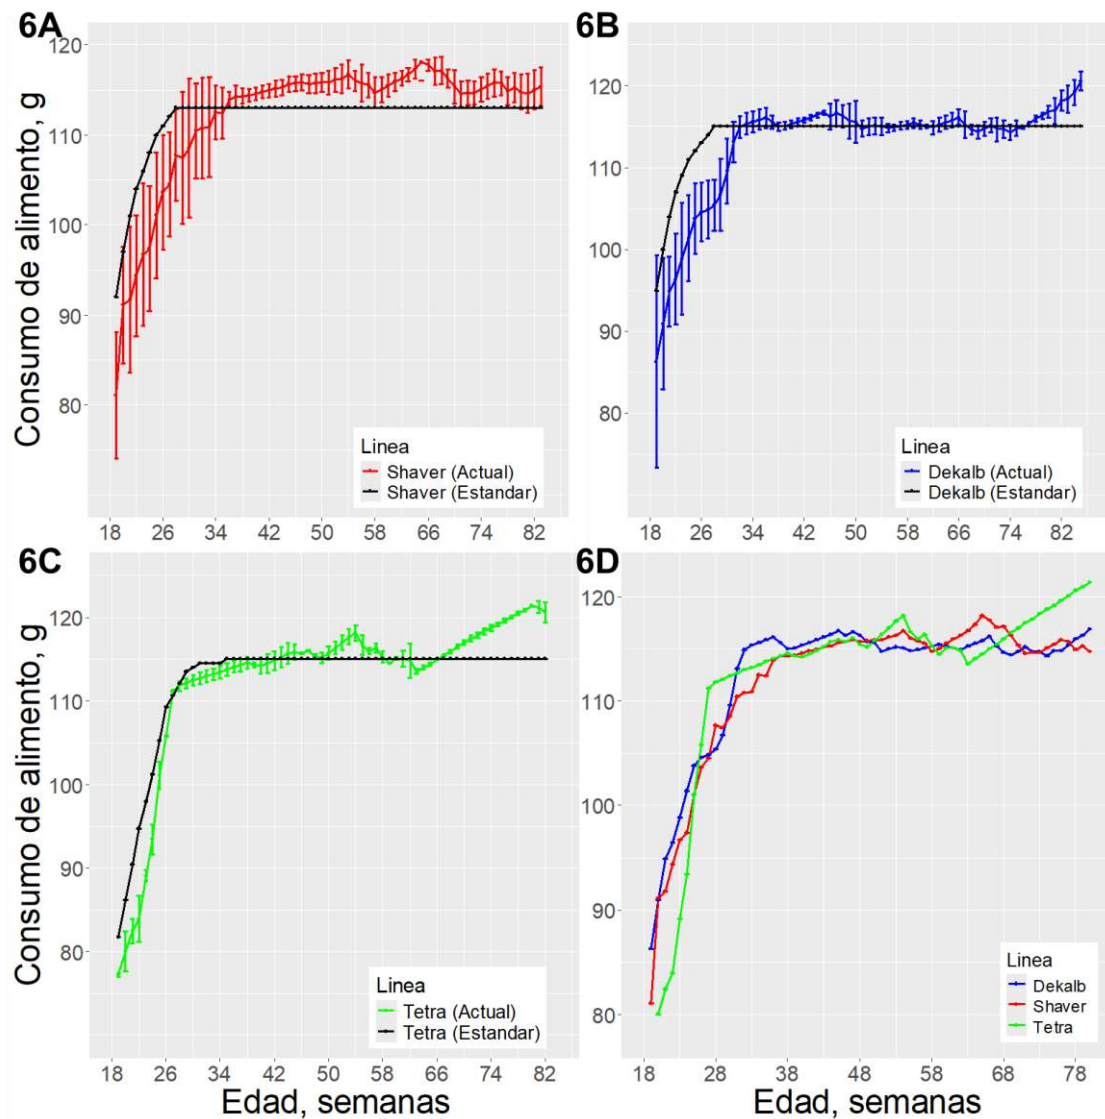 6A
Consumo de alimento, g
120
110
100
90
80
Linea
Shaver (Actual)
Shaver (Estandar)
18 26 34 42 50 58 66 74 82
6B
120
110
100
90
80
Linea
Dekalb (Actual)
Dekalb (Estandar)
18 26 34 42 50 58 66 74 82
6C
Consumo de alimento, g
120
110
100
90
80
Linea
Tetra (Actual)
Tetra (Estandar)
18 26 34 42 50 58 66 74 82
Edad, semanas
6D
120
110
100
90
80
Linea
Dekalb
Shaver
Tetra
18 28 38 48 58 68 78
Edad, semanas